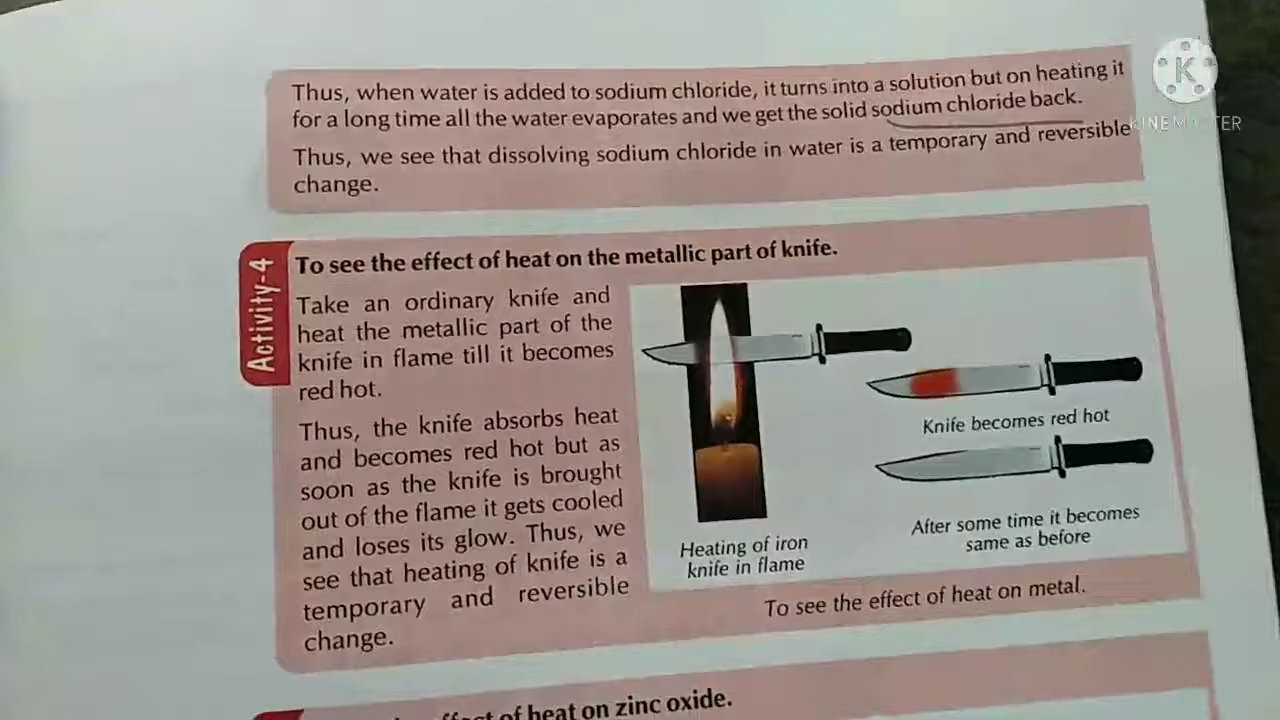 Thus, when water is added to sodium chloride, it turns into a solution but on heating it
for a long time all the water evaporates and we get the solid sodium chloride back.
Thus, we see that dissolving sodium chloride in water is a temporary and reversible
change.
K
KINEMASTER
Activity-4
To see the effect of heat on the metallic part of knife.
Take an ordinary knife and
heat the metallic part of the
knife in flame till it becomes
red hot.
Thus, the knife absorbs heat
and becomes red hot but as
soon as the knife is brought
out of the flame it gets cooled
and loses its glow. Thus, we
see that heating of knife is a
temporary and reversible
change.
Heating of iron
knife in flame
Knife becomes red hot
After some time it becomes
same as before
To see the effect of heat on metal.
of heat on zinc oxide.